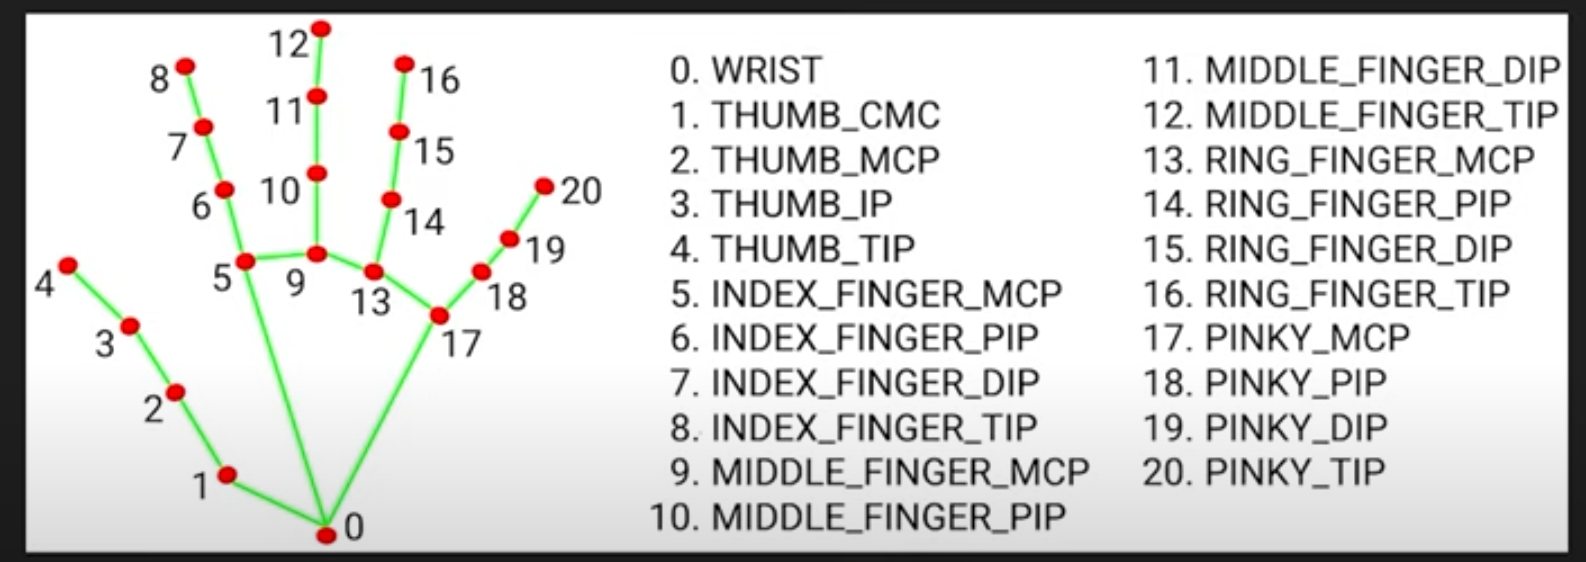 12
8
16
11
7
15
10
6
20
14
19
5
9
4
13
18
3
17
2
1
0
0. WRIST
1. THUMB_CMC
2. THUMB_MCP
3. THUMB_IP
4. THUMB_TIP
5. INDEX_FINGER_MCP
6. INDEX_FINGER_PIP
7. INDEX_FINGER_DIP
8. INDEX_FINGER_TIP
9. MIDDLE_FINGER_MCP
10. MIDDLE_FINGER_PIP
11. MIDDLE_FINGER_DIP
12. MIDDLE_FINGER_TIP
13. RING_FINGER_MCP
14. RING_FINGER_PIP
15. RING_FINGER_DIP
16. RING_FINGER_TIP
17. PINKY_MCP
18. PINKY_PIP
19. PINKY_DIP
20. PINKY_TIP